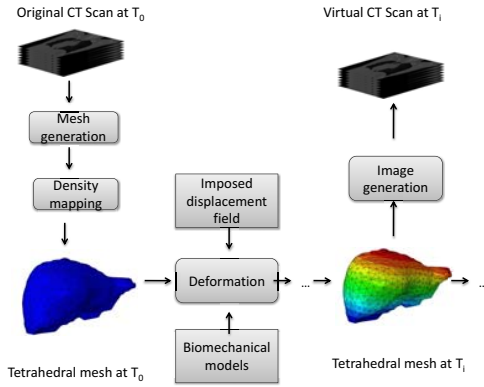 Original CT Scan at T0
Virtual CT Scan at Ti
Mesh
generation
Density
mapping
Imposed
displacement
field
Image
generation
Deformation
...
...
Biomechanical
models
Tetrahedral mesh at T0
Tetrahedral mesh at Ti